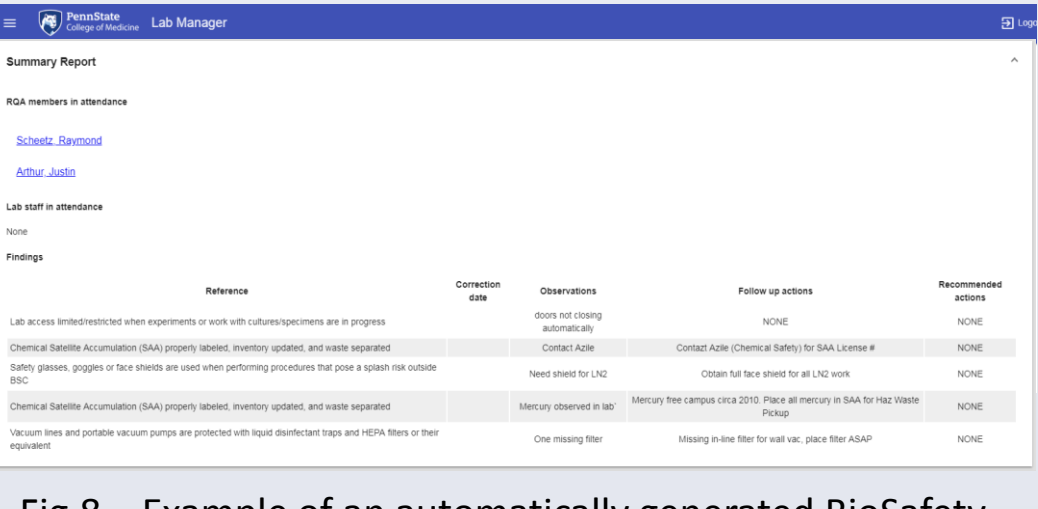 PennState
College of Medicine
Lab Manager
Logo
Summary Report
RQA members in attendance
Scheetz, Raymond
Arthur, Justin
Lab staff in attendance
None
Findings
Reference
Correction
date
Observations
Follow up actions
Recommended
actions
Lab access limited/restricted when experiments or work with cultures/specimens are in progress
doors not closing
automatically
NONE
NONE
Chemical Satellite Accumulation (SAA) properly labeled, inventory updated, and waste separated
Contact Azile
Contazt Azile (Chemical Safety) for SAA License #
NONE
Safety glasses, goggles or face shields are used when performing procedures that pose a splash risk outside
BSC
Need shield for LN2
Obtain full face shield for all LN2 work
NONE
Chemical Satellite Accumulation (SAA) properly labeled, inventory updated, and waste separated
Mercury observed in lab`
Mercury free campus circa 2010. Place all mercury in SAA for Haz Waste
Pickup
NONE
Vacuum lines and portable vacuum pumps are protected with liquid disinfectant traps and HEPA filters or their
equivalent
One missing filter
Missing in-line filter for wall vac, place filter ASAP
NONE
Fig 8 – Example of an automatically generated BioSafety